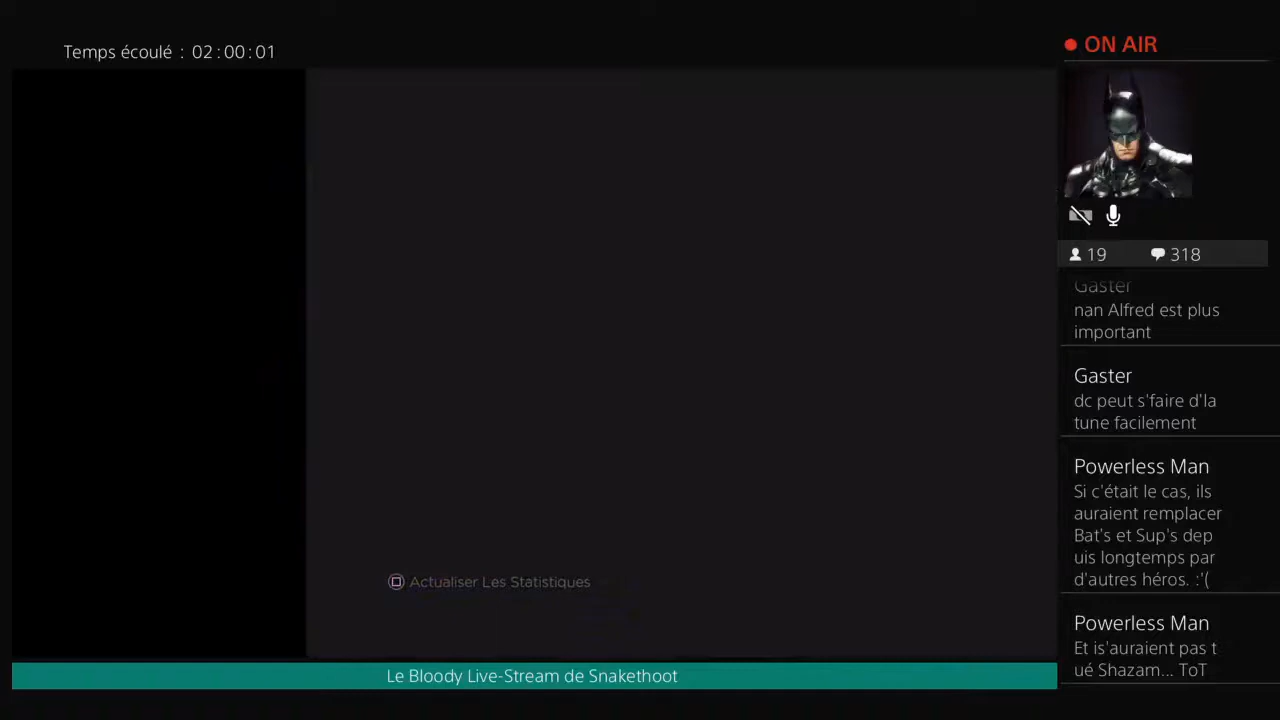 Temps écoulé : 02:00:01
ON AIR
19 318
Gaster
nan Alfred est plus
important
Gaster
dc peut s'faire d'la
tune facilement
Powerless Man
Si c'était le cas, ils
auraient remplacer
Bat's et Sup's dep
uis longtemps par
d'autres héros. :'(
Powerless Man
Et is'auraient pas t
ué Shazam... ToT
Actualiser Les Statistiques
Le Bloody Live-Stream de Snakethoot